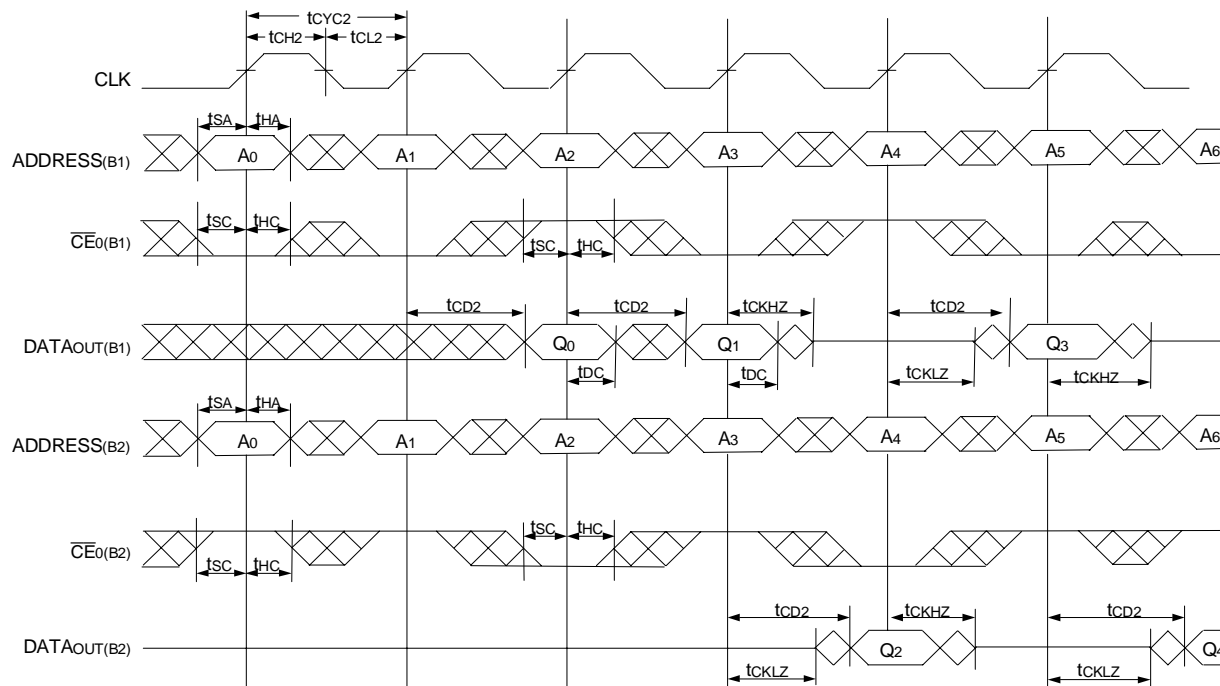 tCYC2
tCH2 tCL2
CLK
tSA tHA
ADDRESS(B1) A0 A1 A2 A3 A4 A5 A6
tSC tHC
CE0(B1) tSC tHC
tCD2 tCD2 tCKHZ tCD2
DATAOUT(B1) Q0 Q1 Q3
tDC tDC tCKLZ tCKHZ
tSA tHA
ADDRESS(B2) A0 A1 A2 A3 A4 A5 A6
tSC tHC
CE0(B2)
tSC tHC
tCD2 tCKHZ tCD2
DATAOUT(B2) Q2 Q4
tCKLZ tCKLZ